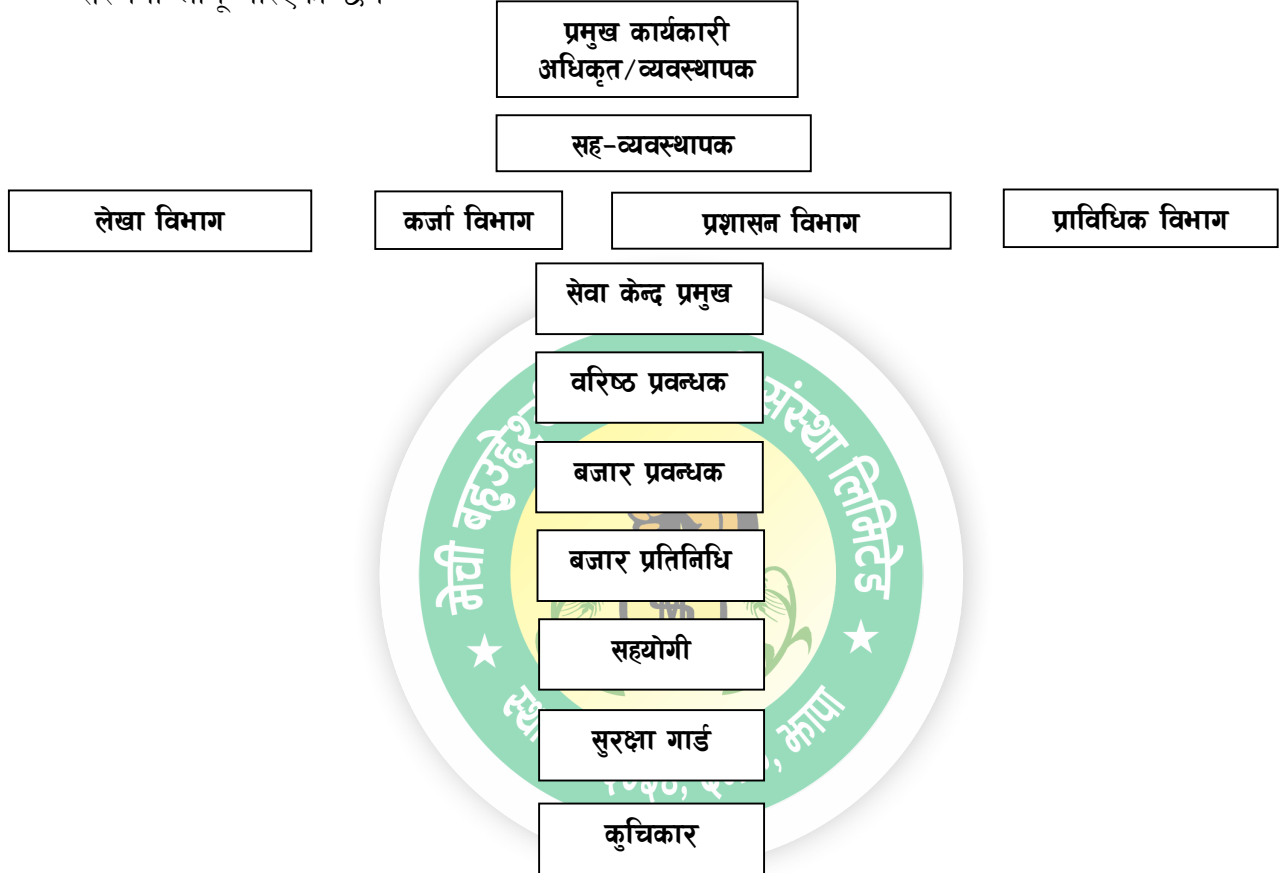 प्रमुख कार्यकारी
अधिकृत/व्यवस्थापक
सह-व्यवस्थापक
लेखा विभाग
कर्जा विभाग
प्रशासन विभाग
प्राविधिक विभाग
सेवा केन्द प्रमुख
वरिष्ठ प्रवन्धक
बजार प्रवन्धक
बजार प्रतिनिधि
सहयोगी
सुरक्षा गार्ड
कुचिकार
मेची
संस्था लिमिटेड
झापा